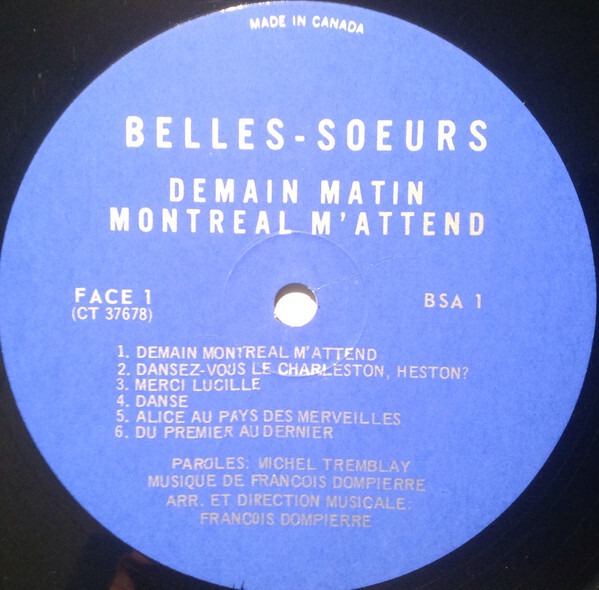 MADE IN CANADA
BELLES-SOEURS
DEMAIN MATIN
MONTREAL M'ATTEND
FACE 1
(CT 37678)
BSA 1
1. DEMAIN MONTREAL M'ATTEND
2. DANSEZ-VOUS LE CHARLESTON, HESTON?
3. MERCI LUCILLE
4. DANSE
5. ALICE AU PAYS DES MERVEILLES
6. DU PREMIER AU DERNIER
PAROLES: MICHEL TREMBLAY
MUSIQUE DE FRANCOIS DOMPIERRE
ARR. ET DIRECTION MUSICALE:
FRANCOIS DOMPIERRE